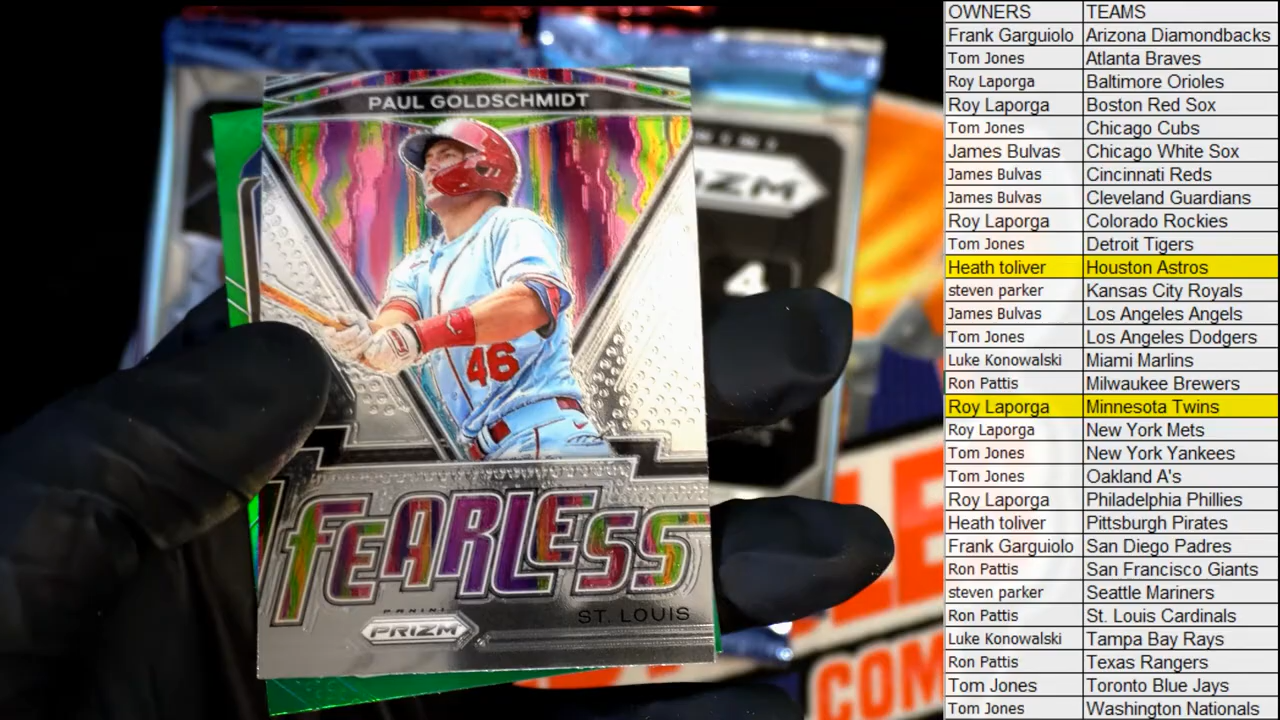 PAUL GOLDSCHMIDT
46
FEARLESS
ST. LOUIS
PANINI
PRIZM
4
COM
OWNERS TEAMS
Frank Garguiolo Arizona Diamondbacks
Tom Jones Atlanta Braves
Roy Laporga Baltimore Orioles
Roy Laporga Boston Red Sox
Tom Jones Chicago Cubs
James Bulvas Chicago White Sox
James Bulvas Cincinnati Reds
James Bulvas Cleveland Guardians
Roy Laporga Colorado Rockies
Tom Jones Detroit Tigers
Heath toliver Houston Astros
steven parker Kansas City Royals
James Bulvas Los Angeles Angels
Tom Jones Los Angeles Dodgers
Luke Konowalski Miami Marlins
Ron Pattis Milwaukee Brewers
Roy Laporga Minnesota Twins
Roy Laporga New York Mets
Tom Jones New York Yankees
Tom Jones Oakland A's
Roy Laporga Philadelphia Phillies
Heath toliver Pittsburgh Pirates
Frank Garguiolo San Diego Padres
Ron Pattis San Francisco Giants
steven parker Seattle Mariners
Ron Pattis St. Louis Cardinals
Luke Konowalski Tampa Bay Rays
Ron Pattis Texas Rangers
Tom Jones Toronto Blue Jays
Tom Jones Washington Nationals